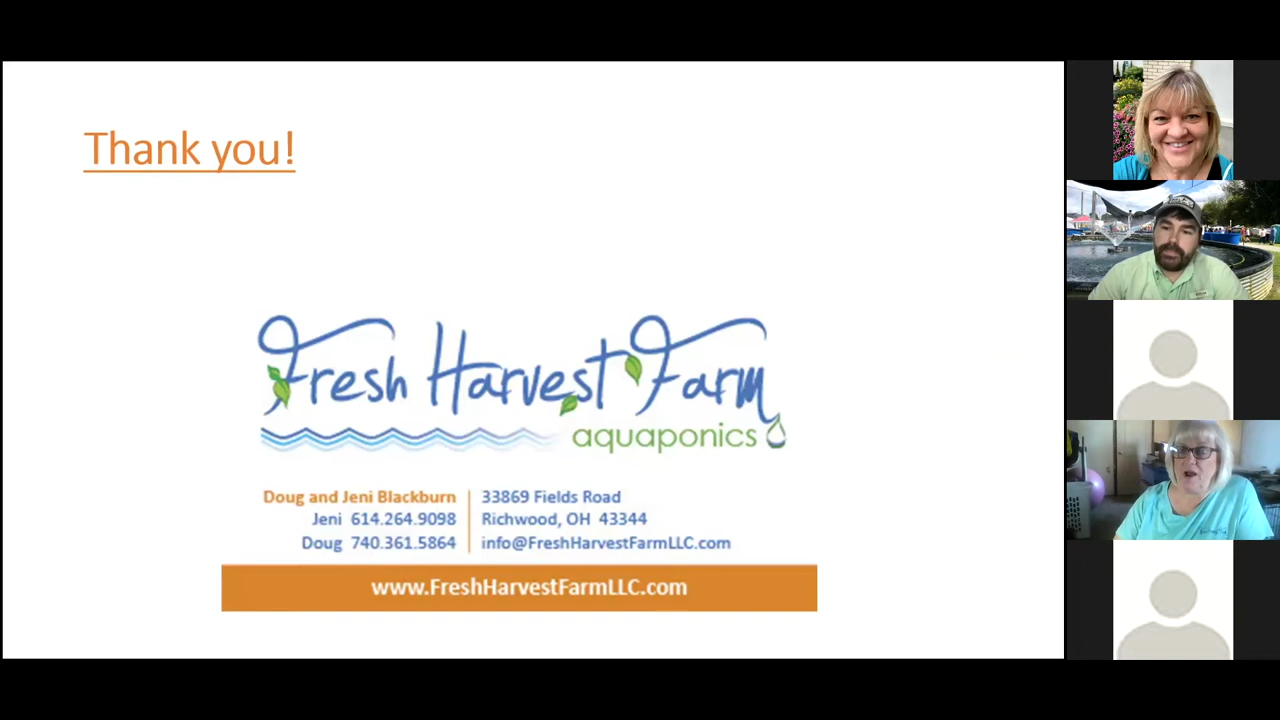 Thank you!
Fresh Harvest Farm
aquaponics
Doug and Jeni Blackburn
Jeni 614.264.9098
Doug 740.361.5864
33869 Fields Road
Richwood, OH 43344
info@FreshHarvestFarmLLC.com
www.FreshHarvestFarmLLC.com